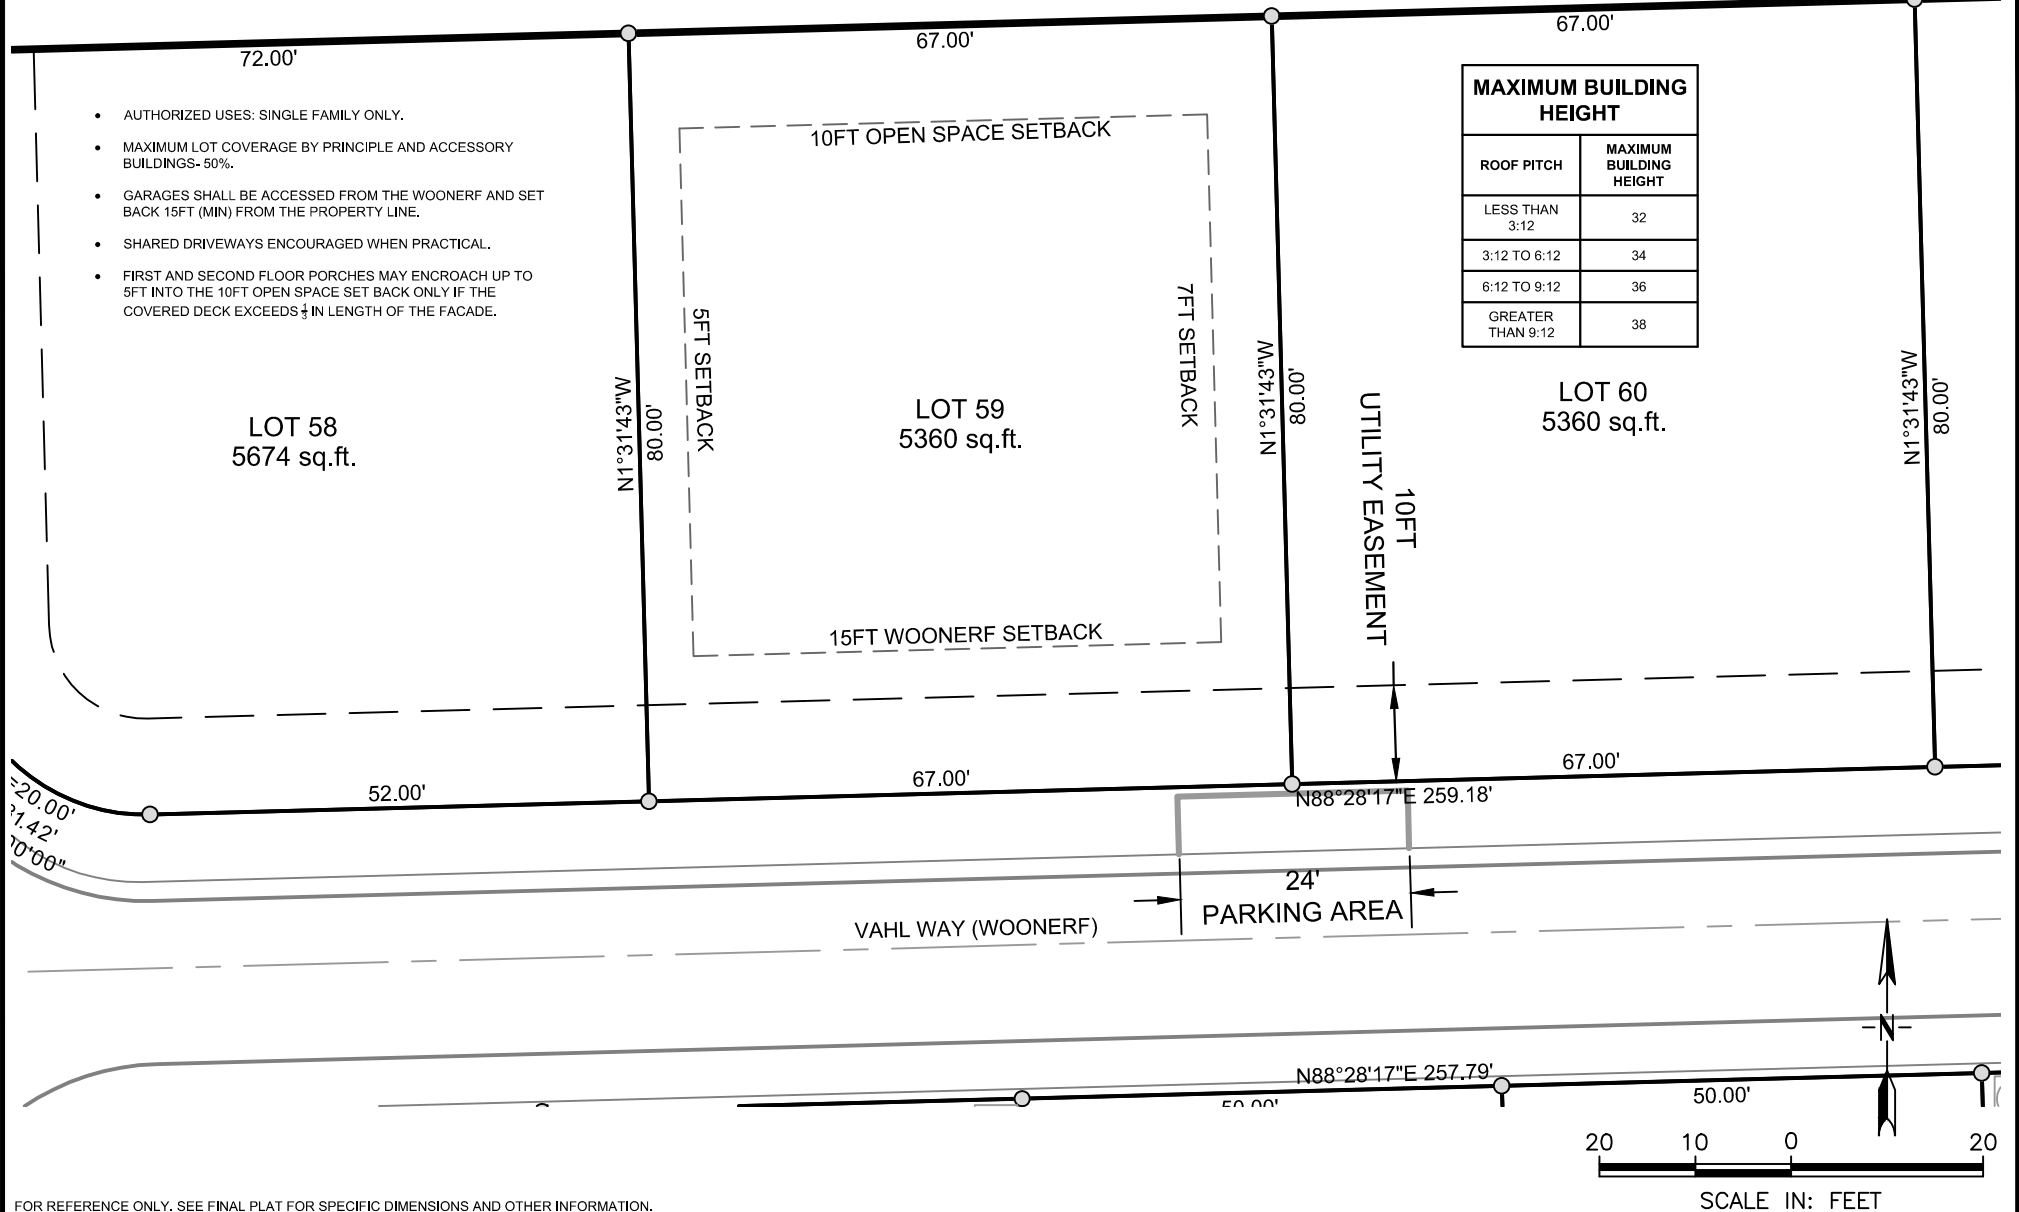 72.00'
67.00'
67.00'
• AUTHORIZED USES: SINGLE FAMILY ONLY.
• MAXIMUM LOT COVERAGE BY PRINCIPLE AND ACCESSORY
BUILDINGS- 50%.
• GARAGES SHALL BE ACCESSED FROM THE WOONERF AND SET
BACK 15FT (MIN) FROM THE PROPERTY LINE.
• SHARED DRIVEWAYS ENCOURAGED WHEN PRACTICAL.
• FIRST AND SECOND FLOOR PORCHES MAY ENCROACH UP TO
5FT INTO THE 10FT OPEN SPACE SET BACK ONLY IF THE
COVERED DECK EXCEEDS 1/3 IN LENGTH OF THE FACADE.
LOT 58
5674 sq.ft.
N1°31'43"W
80.00'
10FT OPEN SPACE SETBACK
5FT SETBACK
7FT SETBACK
LOT 59
5360 sq.ft.
15FT WOONERF SETBACK
N1°31'43"W
80.00'
MAXIMUM BUILDING
HEIGHT
ROOF PITCH
MAXIMUM
BUILDING
HEIGHT
LESS THAN
3:12
32
3:12 TO 6:12
34
6:12 TO 9:12
36
GREATER
THAN 9:12
38
LOT 60
5360 sq.ft.
10FT
UTILITY EASEMENT
N1°31'43"W
80.00'
52.00'
67.00'
67.00'
=20.00'
1.42'
0'00"
N88°28'17"E 259.18'
24'
PARKING AREA
VAHL WAY (WOONERF)
N
N88°28'17"E 257.79'
50.00'
50.00'
20 10 0 20
SCALE IN: FEET
FOR REFERENCE ONLY. SEE FINAL PLAT FOR SPECIFIC DIMENSIONS AND OTHER INFORMATION.